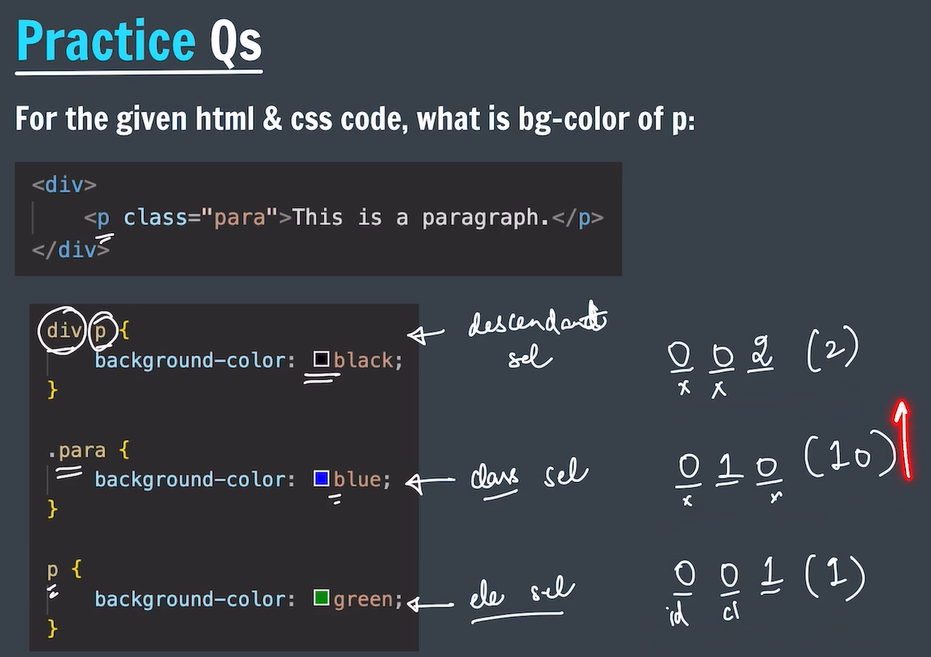 Practice Qs
For the given html & css code, what is bg-color of p:
<div>
<p class="para">This is a paragraph.</p>
</div>
div p {
background-color: black;
}
descendant
sel
0 0 2 (2)
x x
.para {
background-color: blue;
}
class sel
0 1 0 (10)
x x
p {
background-color: green;
}
ele sel
0 0 1 (1)
id cl